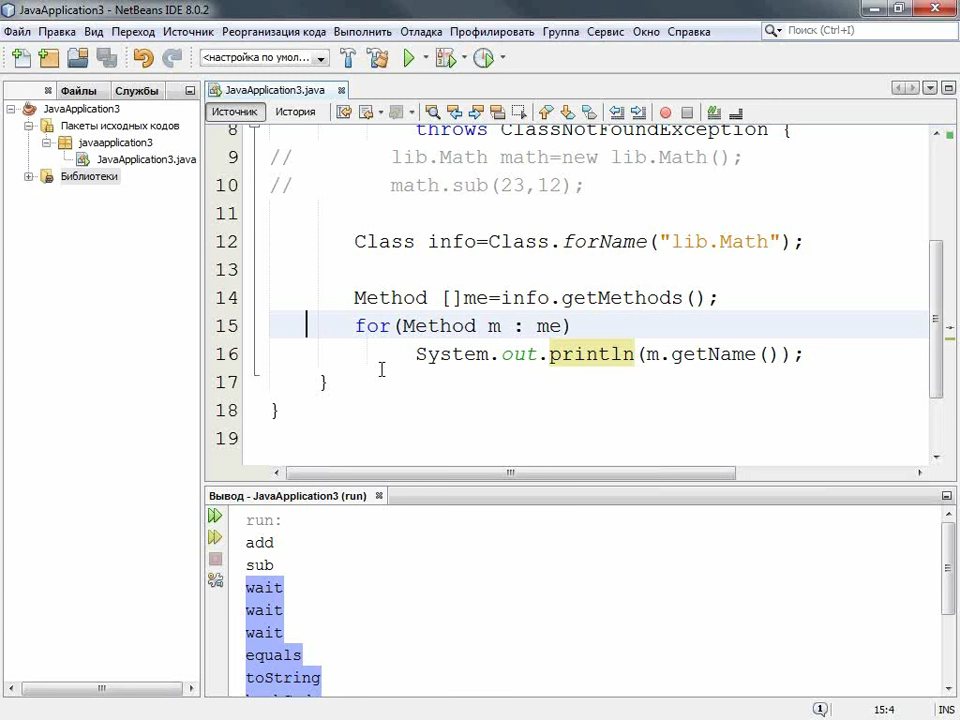 JavaApplication3 - NetBeans IDE 8.0.2
Файл Правка Вид Переход Источник Реорганизация кода Выполнить Отладка Профилировать Группа Сервис Окно Справка
Поиск (Ctrl+I)
<настройка по умол...
Файлы Службы
JavaApplication3.java
JavaApplication3
Пакеты исходных кодов
javaapplication3
JavaApplication3.java
Библиотеки
Источник История
8 throws ClassNotFoundException {
9 // lib.Math math=new lib.Math();
10 // math.sub(23,12);
11
12 Class info=Class.forName("lib.Math");
13
14 Method []me=info.getMethods();
15 for(Method m : me)
16 System.out.println(m.getName());
17 }
18 }
19
Вывод - JavaApplication3 (run)
run:
add
sub
wait
wait
wait
equals
toString
1 15:4 INS